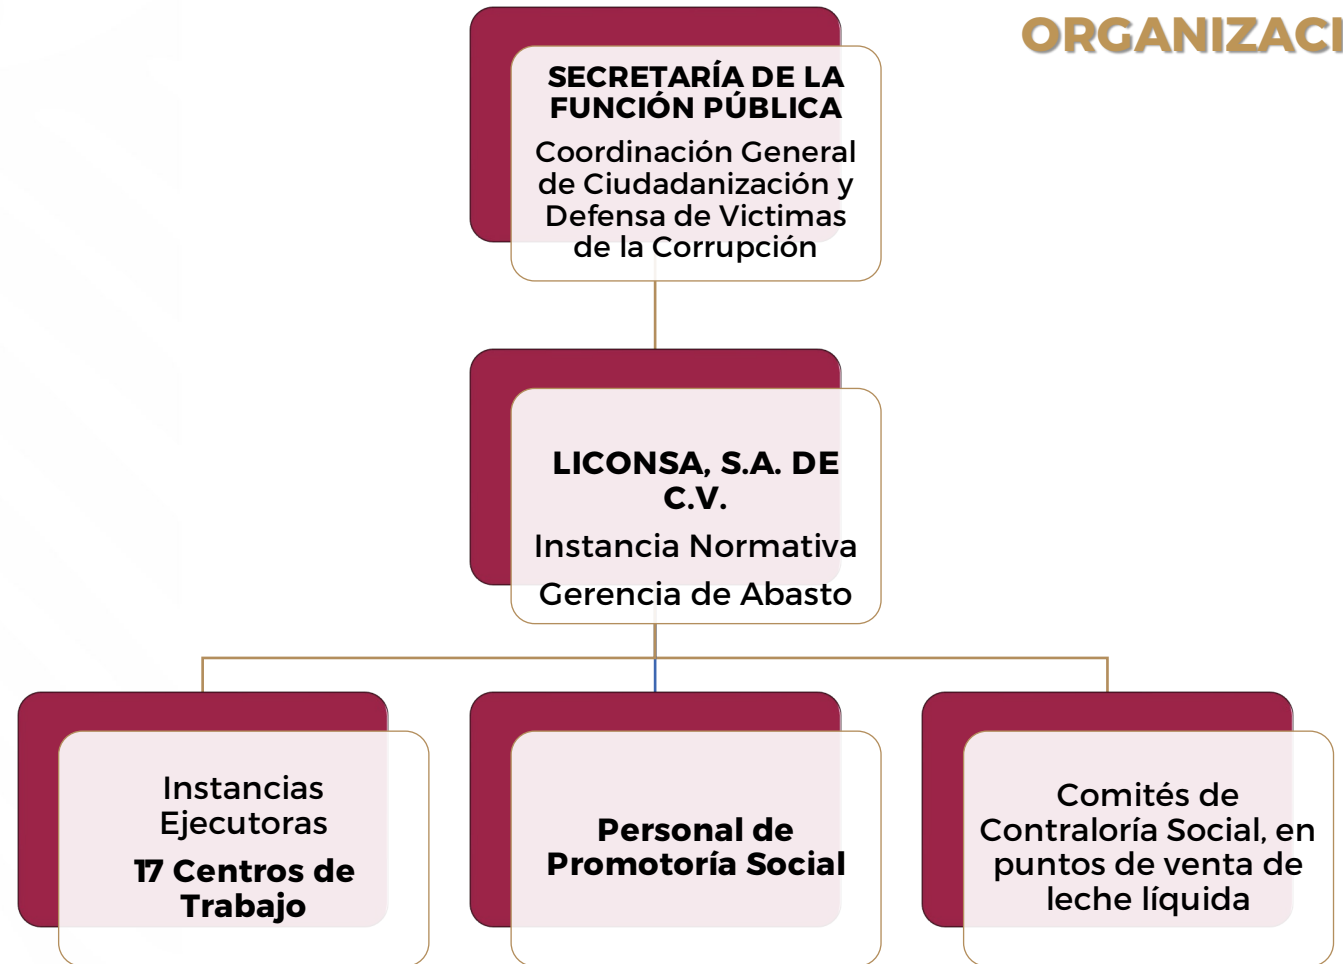 ORGANIZACI
SECRETARÍA DE LA
FUNCIÓN PÚBLICA
Coordinación General
de Ciudadanización y
Defensa de Victimas
de la Corrupción
LICONSA, S.A. DE
C.V.
Instancia Normativa
Gerencia de Abasto
Instancias
Ejecutoras
17 Centros de
Trabajo
Personal de
Promotoría Social
Comités de
Contraloría Social, en
puntos de venta de
leche líquida